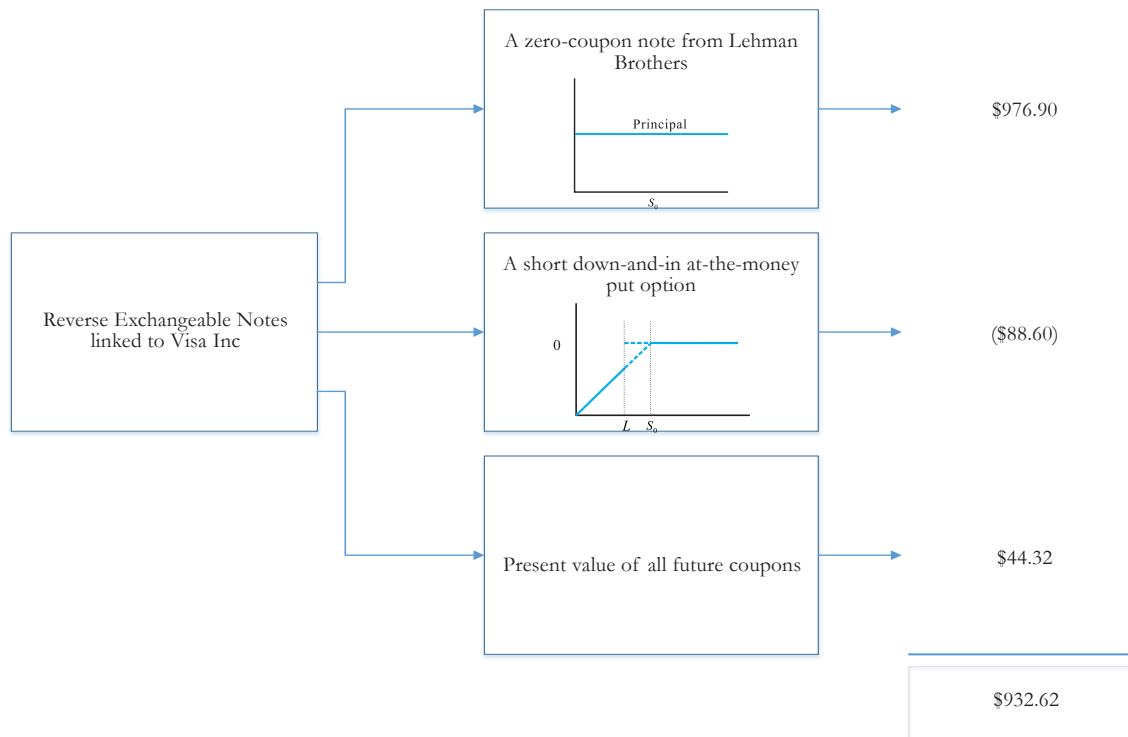 A zero-coupon note from Lehman
Brothers
Principal
S₀
$976.90
Reverse Exchangeable Notes
linked to Visa Inc
A short down-and-in at-the-money
put option
0
L S₀
($88.60)
Present value of all future coupons
$44.32
$932.62